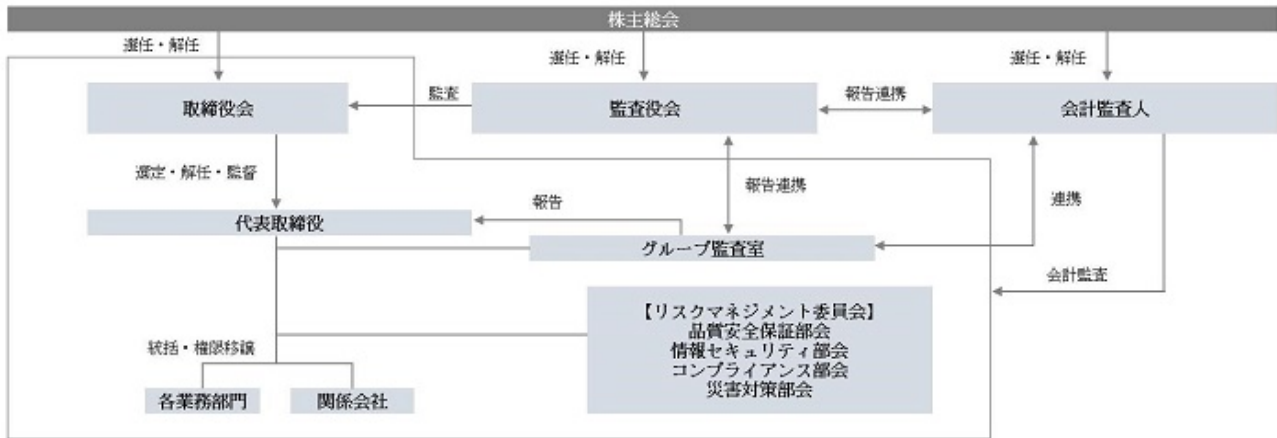 株主総会
選任・解任
選任・解任
選任・解任
取締役会
監査
監査役会
報告連携
会計監査人
選定・解任・監督
報告連携
連携
代表取締役
報告
グループ監査室
会計監査
【リスクマネジメント委員会】
品質安全保証部会
情報セキュリティ部会
コンプライアンス部会
災害対策部会
統括・権限移譲
各業務部門
関係会社